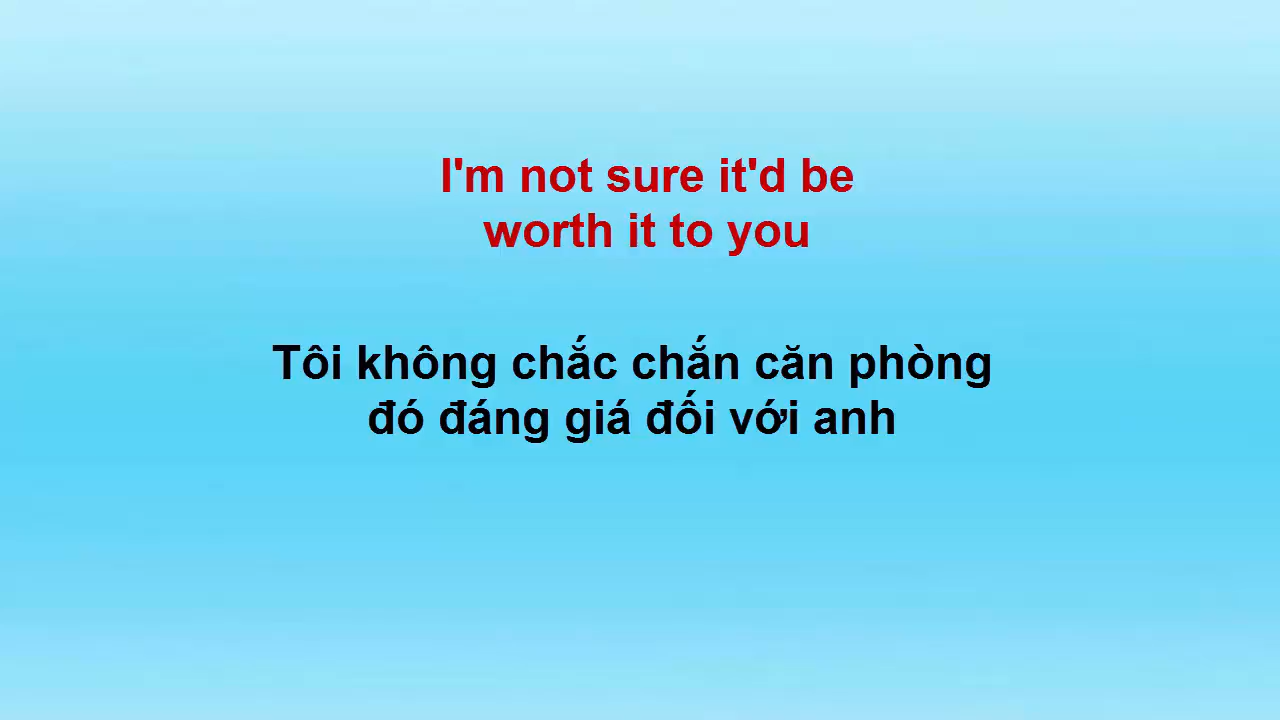 I'm not sure it'd be
worth it to you
Tôi không chắc chắn căn phòng
đó đáng giá đối với anh